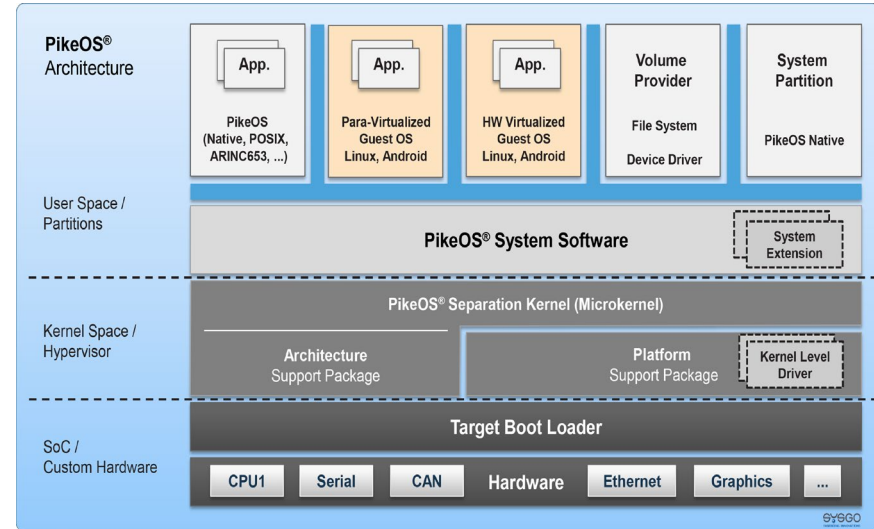 PikeOS®
Architecture
App.
PikeOS
(Native, POSIX,
ARINC653, ...)
App.
Para-Virtualized
Guest OS
Linux, Android
App.
HW Virtualized
Guest OS
Linux, Android
Volume
Provider
File System
Device Driver
System
Partition
PikeOS Native
User Space /
Partitions
PikeOS® System Software
System
Extension
Kernel Space /
Hypervisor
PikeOS® Separation Kernel (Microkernel)
Architecture
Support Package
Platform
Support Package
Kernel Level
Driver
SoC /
Custom Hardware
Target Boot Loader
CPU1
Serial
CAN
Hardware
Ethernet
Graphics
...
SYSGO